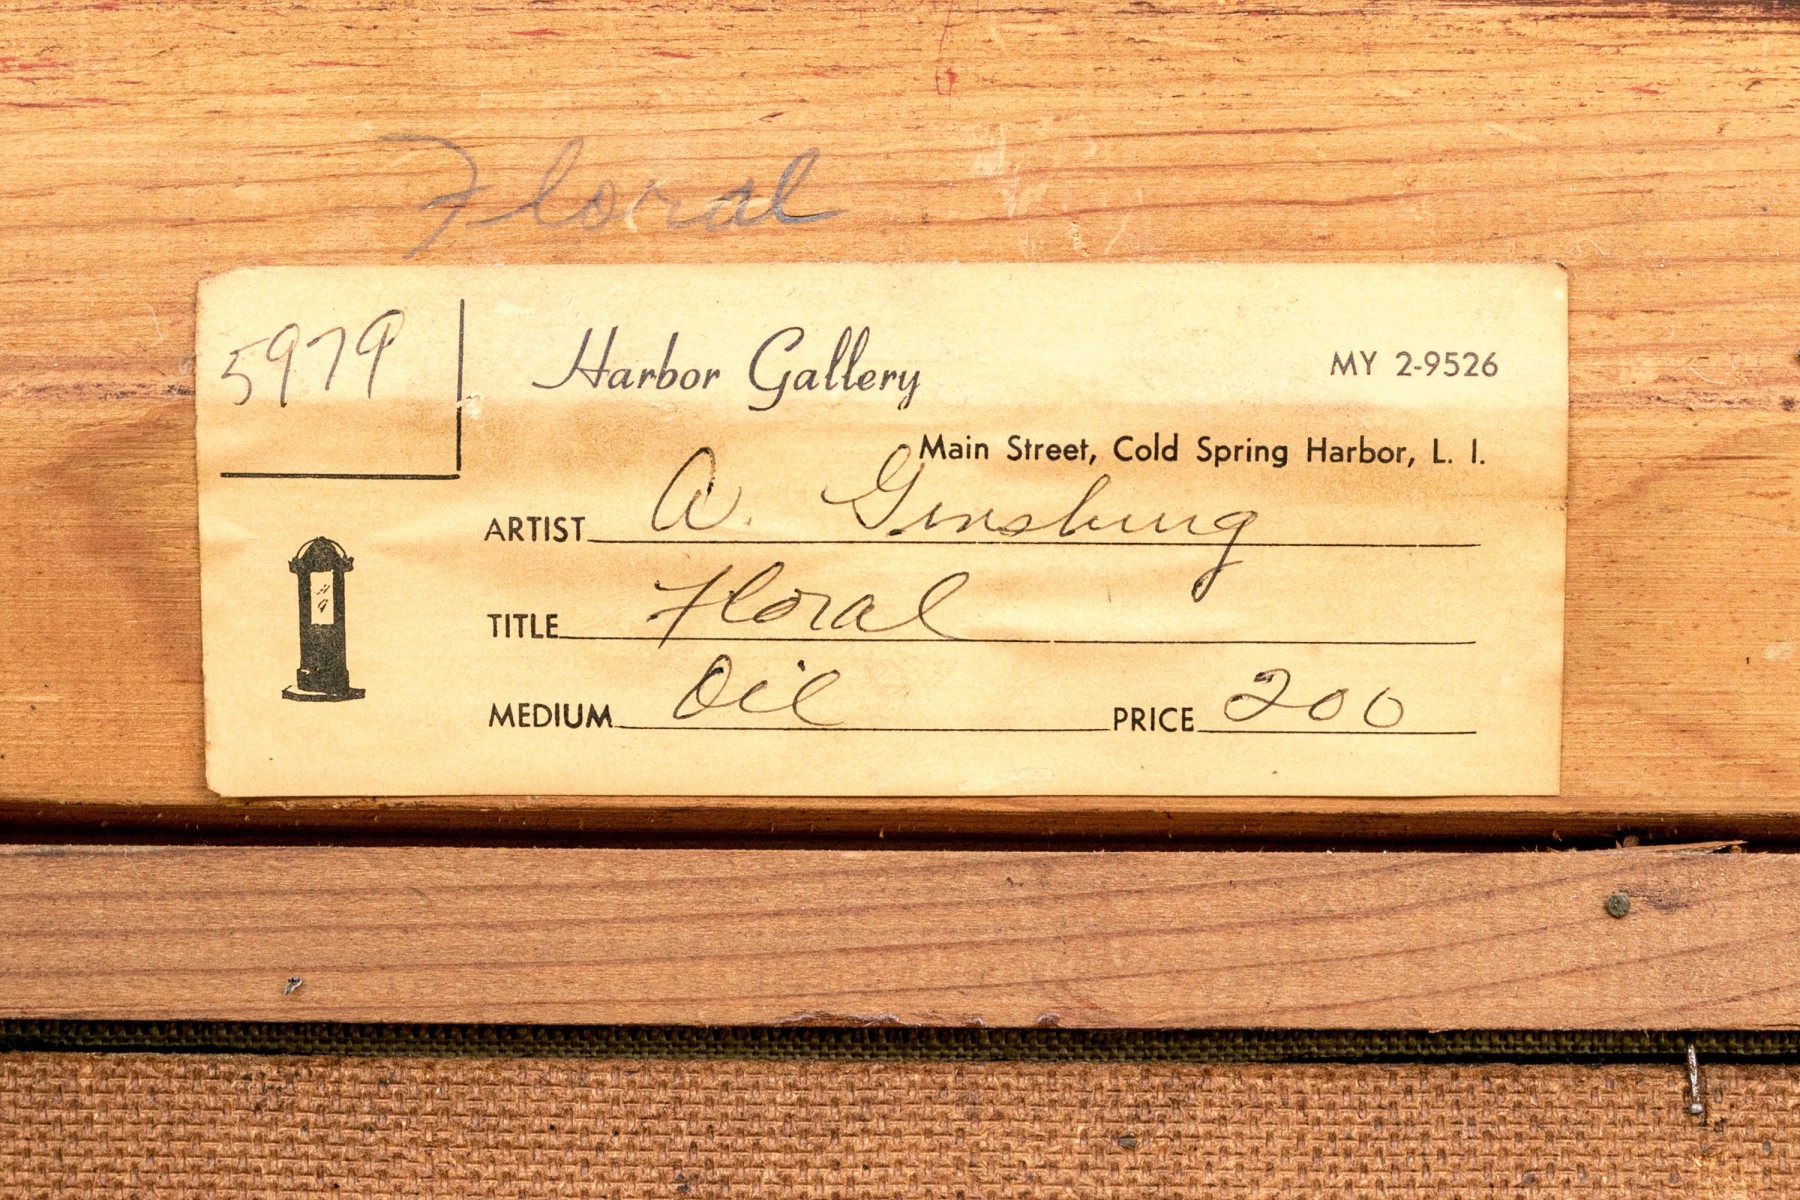 Floral
5979
Harbor Gallery
MY 2-9526
Main Street, Cold Spring Harbor, L. I.
ARTIST A. Ginsburg
TITLE Floral
MEDIUM Oil PRICE 200
H
G